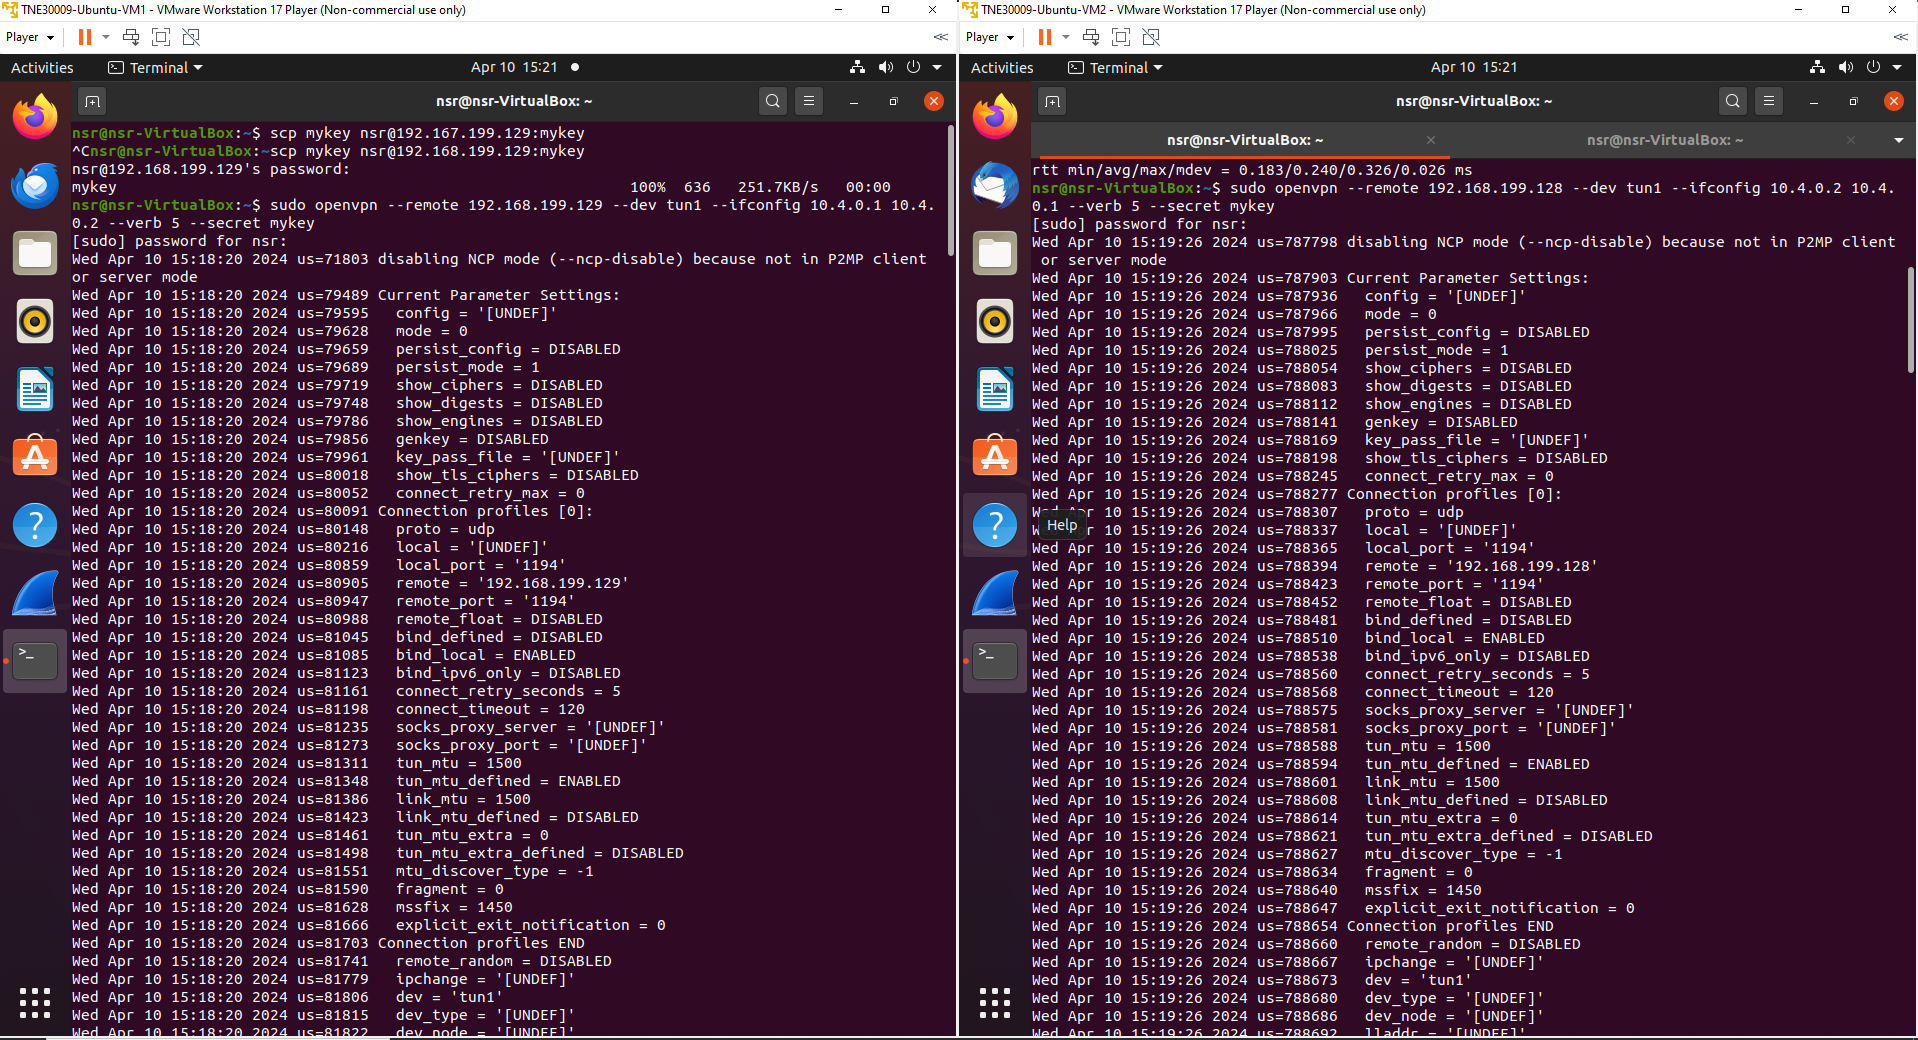 TNE30009-Ubuntu-VM1 - VMware Workstation 17 Player (Non-commercial use only)
Player
Activities
Terminal
Apr 10 15:21
nsr@nsr-VirtualBox: ~
nsr@nsr-VirtualBox:~$ scp mykey nsr@192.167.199.129:mykey
^Cnsr@nsr-VirtualBox:~scp mykey nsr@192.168.199.129:mykey
nsr@192.168.199.129's password:
mykey 100% 636 251.7KB/s 00:00
nsr@nsr-VirtualBox:~$ sudo openvpn --remote 192.168.199.129 --dev tun1 --ifconfig 10.4.0.1 10.4.
0.2 --verb 5 --secret mykey
[sudo] password for nsr:
Wed Apr 10 15:18:20 2024 us=71803 disabling NCP mode (--ncp-disable) because not in P2MP client
or server mode
Wed Apr 10 15:18:20 2024 us=79489 Current Parameter Settings:
Wed Apr 10 15:18:20 2024 us=79595 config = '[UNDEF]'
Wed Apr 10 15:18:20 2024 us=79628 mode = 0
Wed Apr 10 15:18:20 2024 us=79659 persist_config = DISABLED
Wed Apr 10 15:18:20 2024 us=79689 persist_mode = 1
Wed Apr 10 15:18:20 2024 us=79719 show_ciphers = DISABLED
Wed Apr 10 15:18:20 2024 us=79748 show_digests = DISABLED
Wed Apr 10 15:18:20 2024 us=79786 show_engines = DISABLED
Wed Apr 10 15:18:20 2024 us=79856 genkey = DISABLED
Wed Apr 10 15:18:20 2024 us=79961 key_pass_file = '[UNDEF]'
Wed Apr 10 15:18:20 2024 us=80018 show_tls_ciphers = DISABLED
Wed Apr 10 15:18:20 2024 us=80052 connect_retry_max = 0
Wed Apr 10 15:18:20 2024 us=80091 Connection profiles [0]:
Wed Apr 10 15:18:20 2024 us=80148 proto = udp
Wed Apr 10 15:18:20 2024 us=80216 local = '[UNDEF]'
Wed Apr 10 15:18:20 2024 us=80859 local_port = '1194'
Wed Apr 10 15:18:20 2024 us=80905 remote = '192.168.199.129'
Wed Apr 10 15:18:20 2024 us=80947 remote_port = '1194'
Wed Apr 10 15:18:20 2024 us=80988 remote_float = DISABLED
Wed Apr 10 15:18:20 2024 us=81045 bind_defined = DISABLED
Wed Apr 10 15:18:20 2024 us=81085 bind_local = ENABLED
Wed Apr 10 15:18:20 2024 us=81123 bind_ipv6_only = DISABLED
Wed Apr 10 15:18:20 2024 us=81161 connect_retry_seconds = 5
Wed Apr 10 15:18:20 2024 us=81198 connect_timeout = 120
Wed Apr 10 15:18:20 2024 us=81235 socks_proxy_server = '[UNDEF]'
Wed Apr 10 15:18:20 2024 us=81273 socks_proxy_port = '[UNDEF]'
Wed Apr 10 15:18:20 2024 us=81311 tun_mtu = 1500
Wed Apr 10 15:18:20 2024 us=81348 tun_mtu_defined = ENABLED
Wed Apr 10 15:18:20 2024 us=81386 link_mtu = 1500
Wed Apr 10 15:18:20 2024 us=81423 link_mtu_defined = DISABLED
Wed Apr 10 15:18:20 2024 us=81461 tun_mtu_extra = 0
Wed Apr 10 15:18:20 2024 us=81498 tun_mtu_extra_defined = DISABLED
Wed Apr 10 15:18:20 2024 us=81551 mtu_discover_type = -1
Wed Apr 10 15:18:20 2024 us=81590 fragment = 0
Wed Apr 10 15:18:20 2024 us=81628 mssfix = 1450
Wed Apr 10 15:18:20 2024 us=81666 explicit_exit_notification = 0
Wed Apr 10 15:18:20 2024 us=81703 Connection profiles END
Wed Apr 10 15:18:20 2024 us=81741 remote_random = DISABLED
Wed Apr 10 15:18:20 2024 us=81779 ipchange = '[UNDEF]'
Wed Apr 10 15:18:20 2024 us=81806 dev = 'tun1'
Wed Apr 10 15:18:20 2024 us=81815 dev_type = '[UNDEF]'
Wed Apr 10 15:18:20 2024 us=81822 dev_node = '[UNDEF]'
TNE30009-Ubuntu-VM2 - VMware Workstation 17 Player (Non-commercial use only)
Player
Activities
Terminal
Apr 10 15:21
nsr@nsr-VirtualBox: ~
nsr@nsr-VirtualBox: ~
nsr@nsr-VirtualBox: ~
rtt min/avg/max/mdev = 0.183/0.240/0.326/0.026 ms
nsr@nsr-VirtualBox:~$ sudo openvpn --remote 192.168.199.128 --dev tun1 --ifconfig 10.4.0.2 10.4.
0.1 --verb 5 --secret mykey
[sudo] password for nsr:
Wed Apr 10 15:19:26 2024 us=787798 disabling NCP mode (--ncp-disable) because not in P2MP client
or server mode
Wed Apr 10 15:19:26 2024 us=787903 Current Parameter Settings:
Wed Apr 10 15:19:26 2024 us=787936 config = '[UNDEF]'
Wed Apr 10 15:19:26 2024 us=787966 mode = 0
Wed Apr 10 15:19:26 2024 us=787995 persist_config = DISABLED
Wed Apr 10 15:19:26 2024 us=788025 persist_mode = 1
Wed Apr 10 15:19:26 2024 us=788054 show_ciphers = DISABLED
Wed Apr 10 15:19:26 2024 us=788083 show_digests = DISABLED
Wed Apr 10 15:19:26 2024 us=788112 show_engines = DISABLED
Wed Apr 10 15:19:26 2024 us=788141 genkey = DISABLED
Wed Apr 10 15:19:26 2024 us=788169 key_pass_file = '[UNDEF]'
Wed Apr 10 15:19:26 2024 us=788198 show_tls_ciphers = DISABLED
Wed Apr 10 15:19:26 2024 us=788245 connect_retry_max = 0
Wed Apr 10 15:19:26 2024 us=788277 Connection profiles [0]:
Wed Apr 10 15:19:26 2024 us=788307 proto = udp
Help
W r 10 15:19:26 2024 us=788337 local = '[UNDEF]'
Wed Apr 10 15:19:26 2024 us=788365 local_port = '1194'
Wed Apr 10 15:19:26 2024 us=788394 remote = '192.168.199.128'
Wed Apr 10 15:19:26 2024 us=788423 remote_port = '1194'
Wed Apr 10 15:19:26 2024 us=788452 remote_float = DISABLED
Wed Apr 10 15:19:26 2024 us=788481 bind_defined = DISABLED
Wed Apr 10 15:19:26 2024 us=788510 bind_local = ENABLED
Wed Apr 10 15:19:26 2024 us=788538 bind_ipv6_only = DISABLED
Wed Apr 10 15:19:26 2024 us=788560 connect_retry_seconds = 5
Wed Apr 10 15:19:26 2024 us=788568 connect_timeout = 120
Wed Apr 10 15:19:26 2024 us=788575 socks_proxy_server = '[UNDEF]'
Wed Apr 10 15:19:26 2024 us=788581 socks_proxy_port = '[UNDEF]'
Wed Apr 10 15:19:26 2024 us=788588 tun_mtu = 1500
Wed Apr 10 15:19:26 2024 us=788594 tun_mtu_defined = ENABLED
Wed Apr 10 15:19:26 2024 us=788601 link_mtu = 1500
Wed Apr 10 15:19:26 2024 us=788608 link_mtu_defined = DISABLED
Wed Apr 10 15:19:26 2024 us=788614 tun_mtu_extra = 0
Wed Apr 10 15:19:26 2024 us=788621 tun_mtu_extra_defined = DISABLED
Wed Apr 10 15:19:26 2024 us=788627 mtu_discover_type = -1
Wed Apr 10 15:19:26 2024 us=788634 fragment = 0
Wed Apr 10 15:19:26 2024 us=788640 mssfix = 1450
Wed Apr 10 15:19:26 2024 us=788647 explicit_exit_notification = 0
Wed Apr 10 15:19:26 2024 us=788654 Connection profiles END
Wed Apr 10 15:19:26 2024 us=788660 remote_random = DISABLED
Wed Apr 10 15:19:26 2024 us=788667 ipchange = '[UNDEF]'
Wed Apr 10 15:19:26 2024 us=788673 dev = 'tun1'
Wed Apr 10 15:19:26 2024 us=788680 dev_type = '[UNDEF]'
Wed Apr 10 15:19:26 2024 us=788686 dev_node = '[UNDEF]'
Wed Apr 10 15:19:26 2024 us=788692 lladdr = '[UNDEF]'